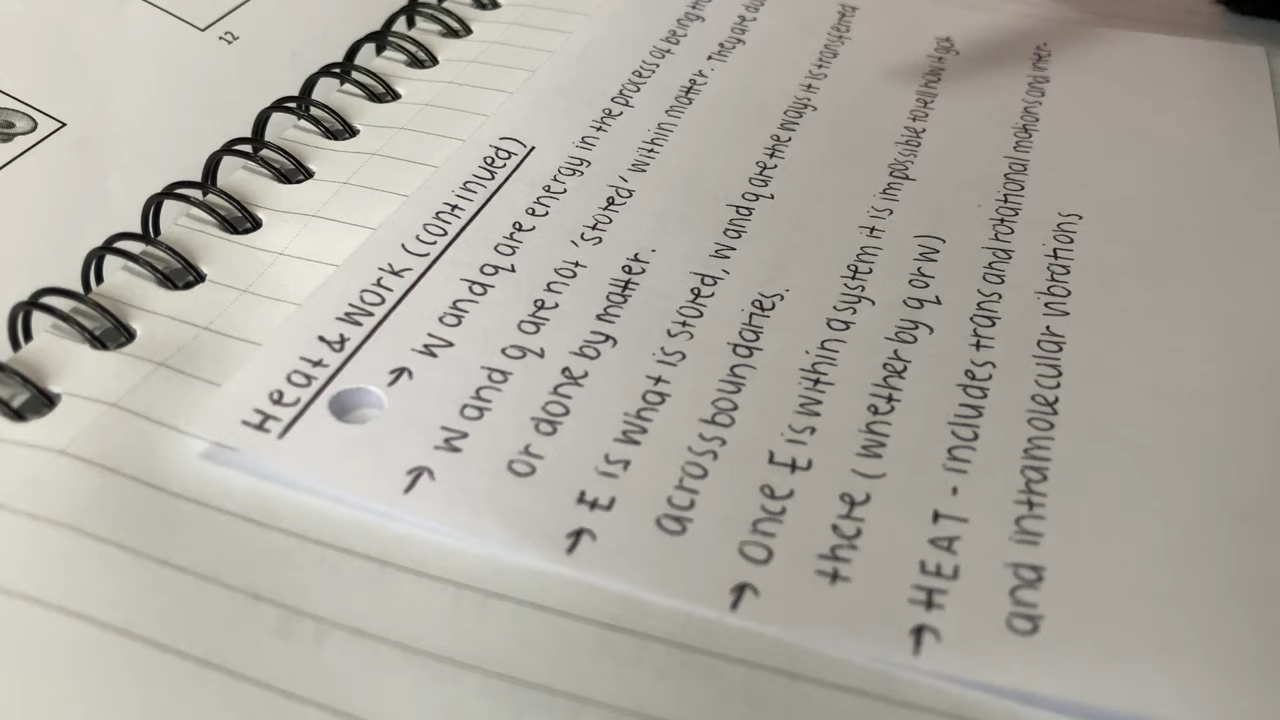 12
Heat & Work (continued)
→ W and q are energy in the process of being
→ W and q are not 'stored' within matter. They are
or done by matter.
→ E is what is stored, W and q are the ways it is transferred
across boundaries.
→ Once E is within a system it is impossible to tell how it got
there (whether by q or W)
→ HEAT - includes trans and rotational motions and inter-
and intramolecular vibrations